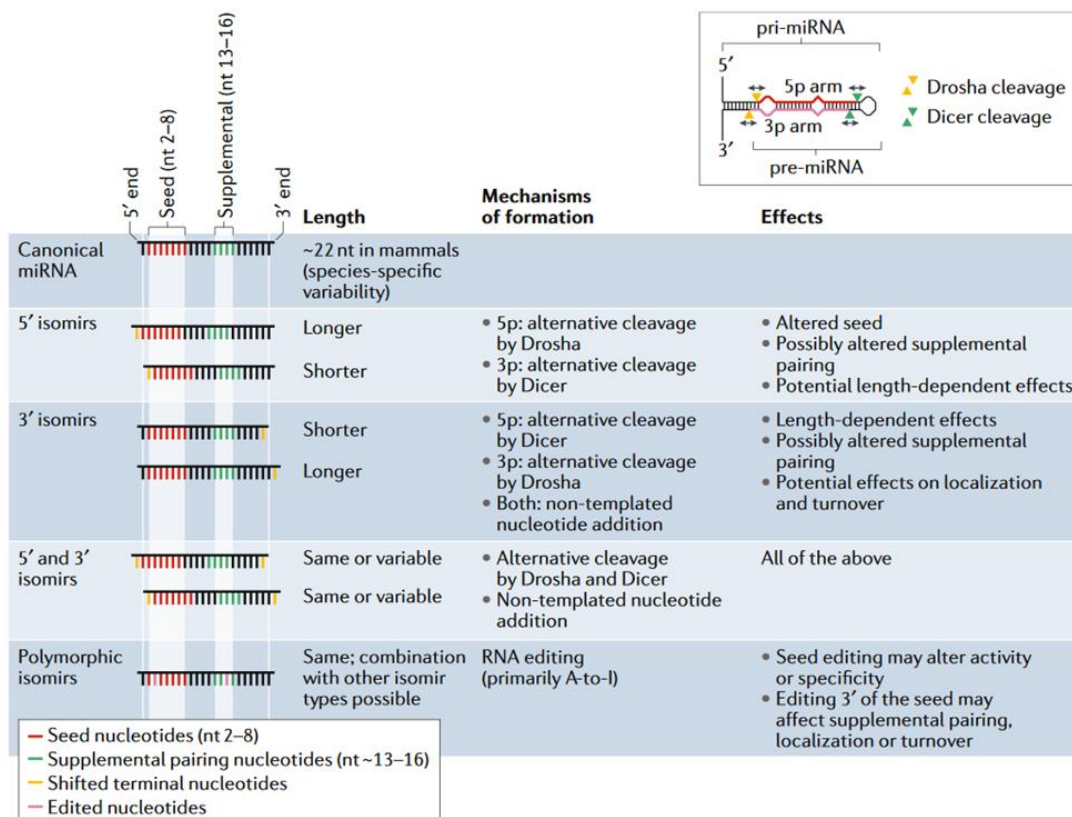 pri-miRNA
5′
5p arm
3p arm
3′
pre-miRNA
Drosha cleavage
Dicer cleavage
5′ end
Seed (nt 2–8)
Supplemental (nt 13–16)
3′ end
Length
Mechanisms
of formation
Effects
Canonical
miRNA
~22 nt in mammals
(species-specific
variability)
5′ isomirs
Longer
Shorter
• 5p: alternative cleavage
by Drosha
• 3p: alternative cleavage
by Dicer
• Altered seed
• Possibly altered supplemental
pairing
• Potential length-dependent effects
3′ isomirs
Shorter
Longer
• 5p: alternative cleavage
by Dicer
• 3p: alternative cleavage
by Drosha
• Both: non-templated
nucleotide addition
• Length-dependent effects
• Possibly altered supplemental
pairing
• Potential effects on localization
and turnover
5′ and 3′
isomirs
Same or variable
Same or variable
• Alternative cleavage
by Drosha and Dicer
• Non-templated nucleotide
addition
All of the above
Polymorphic
isomirs
Same; combination
with other isomir
types possible
RNA editing
(primarily A-to-I)
• Seed editing may alter activity
or specificity
• Editing 3′ of the seed may
affect supplemental pairing,
localization or turnover
Seed nucleotides (nt 2–8)
Supplemental pairing nucleotides (nt ~13–16)
Shifted terminal nucleotides
Edited nucleotides